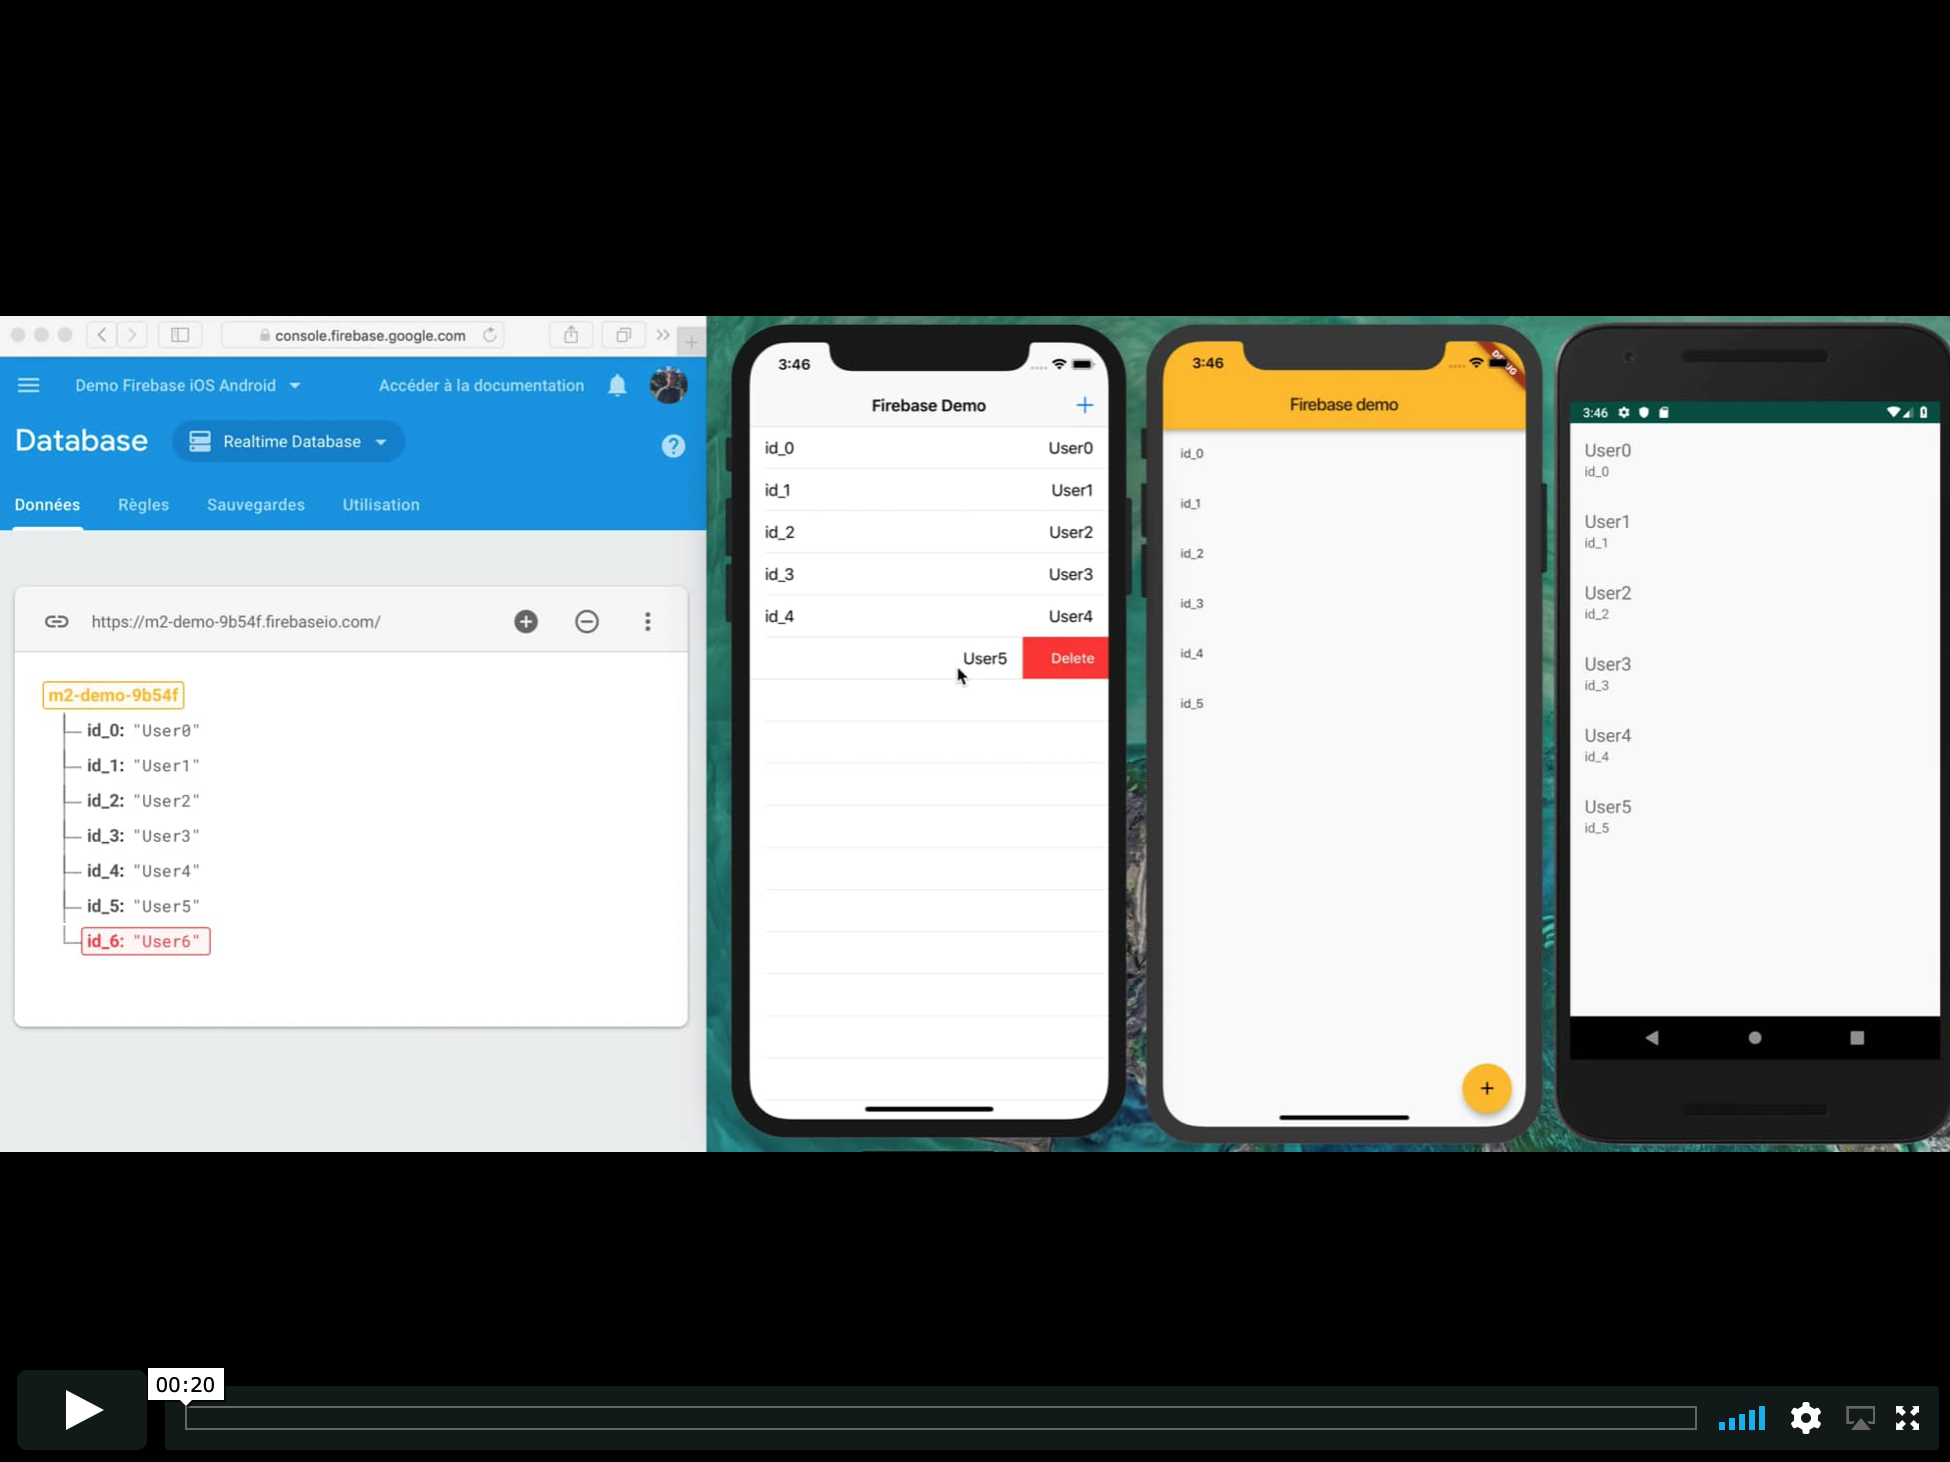 console.firebase.google.com
Demo Firebase iOS Android
Accéder à la documentation
Database
Realtime Database
?
Données
Règles
Sauvegardes
Utilisation
https://m2-demo-9b54f.firebaseio.com/
m2-demo-9b54f
id_0: "User0"
id_1: "User1"
id_2: "User2"
id_3: "User3"
id_4: "User4"
id_5: "User5"
id_6: "User6"
3:46
Firebase Demo
id_0 User0
id_1 User1
id_2 User2
id_3 User3
id_4 User4
User5 Delete
3:46
Firebase demo
id_0
id_1
id_2
id_3
id_4
id_5
3:46
User0
id_0
User1
id_1
User2
id_2
User3
id_3
User4
id_4
User5
id_5
00:20